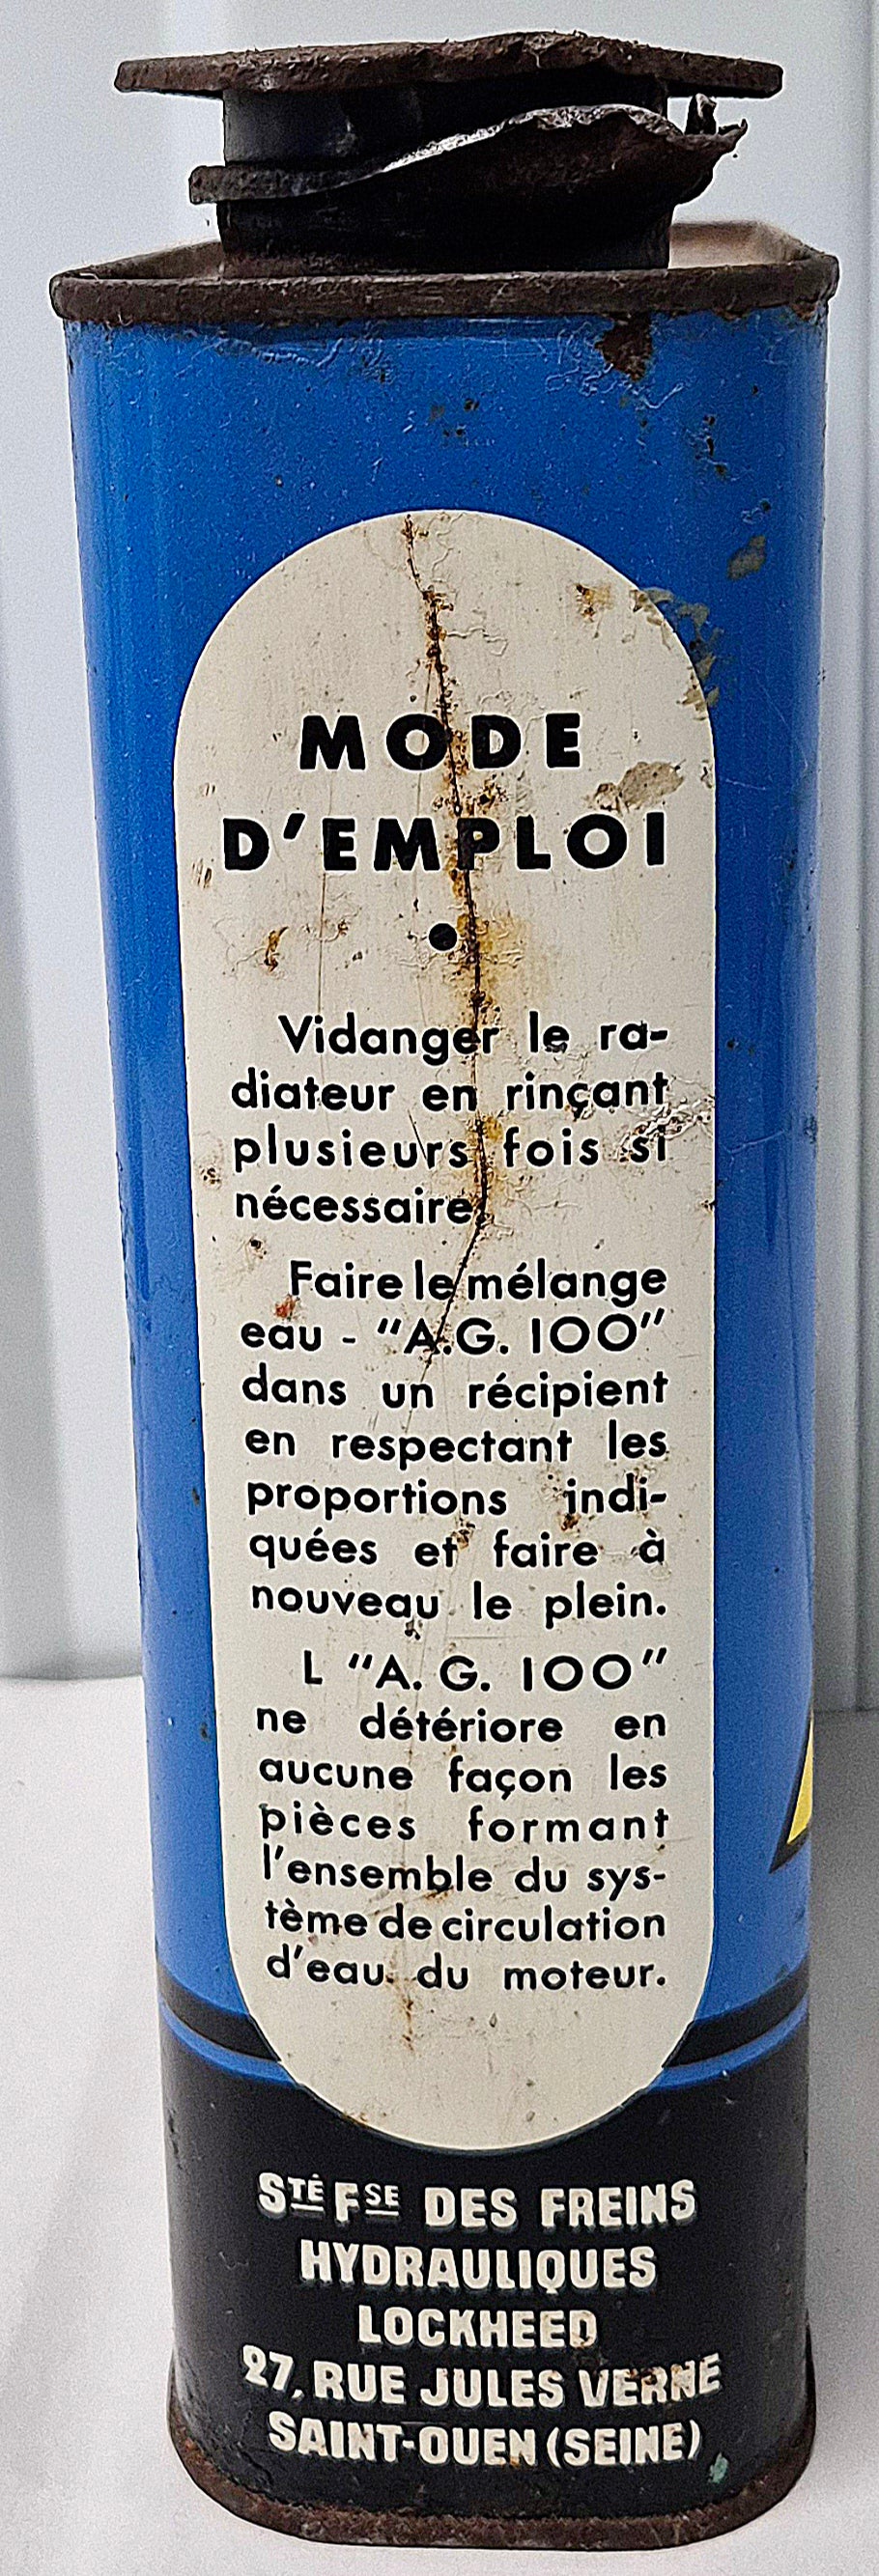 MODE
D'EMPLOI
•
Vidanger le ra-
diateur en rinçant
plusieurs fois si
nécessaire.
Faire le mélange
eau - "A.G. 100"
dans un récipient
en respectant les
proportions indi-
quées et faire à
nouveau le plein.
L "A. G. 100"
ne détériore en
aucune façon les
pièces formant
l'ensemble du sys-
tème de circulation
d'eau du moteur.
STÉ FSE DES FREINS
HYDRAULIQUES
LOCKHEED
27, RUE JULES VERNE
SAINT-OUEN (SEINE)